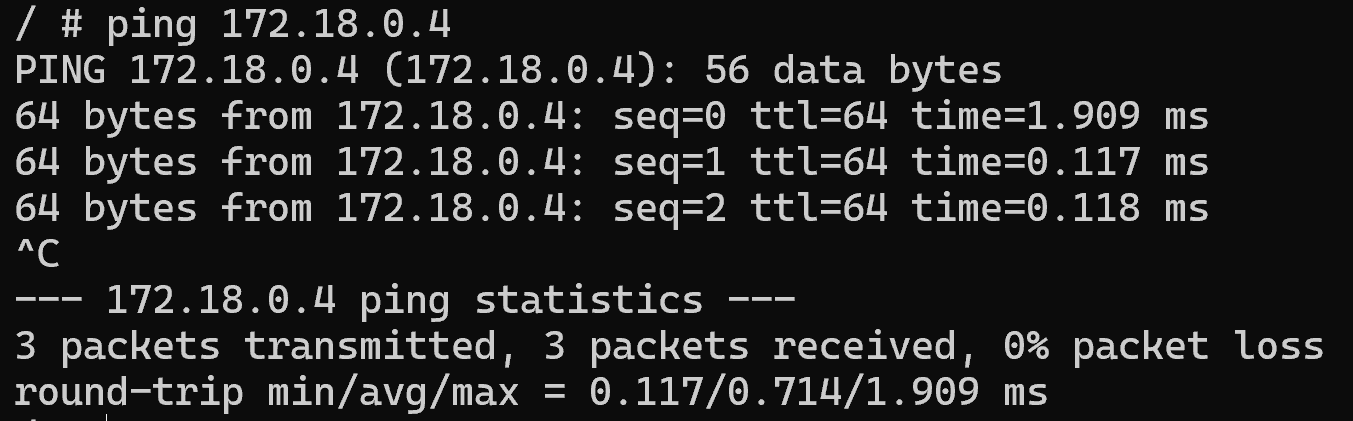 / # ping 172.18.0.4
PING 172.18.0.4 (172.18.0.4): 56 data bytes
64 bytes from 172.18.0.4: seq=0 ttl=64 time=1.909 ms
64 bytes from 172.18.0.4: seq=1 ttl=64 time=0.117 ms
64 bytes from 172.18.0.4: seq=2 ttl=64 time=0.118 ms
^C
--- 172.18.0.4 ping statistics ---
3 packets transmitted, 3 packets received, 0% packet loss
round-trip min/avg/max = 0.117/0.714/1.909 ms